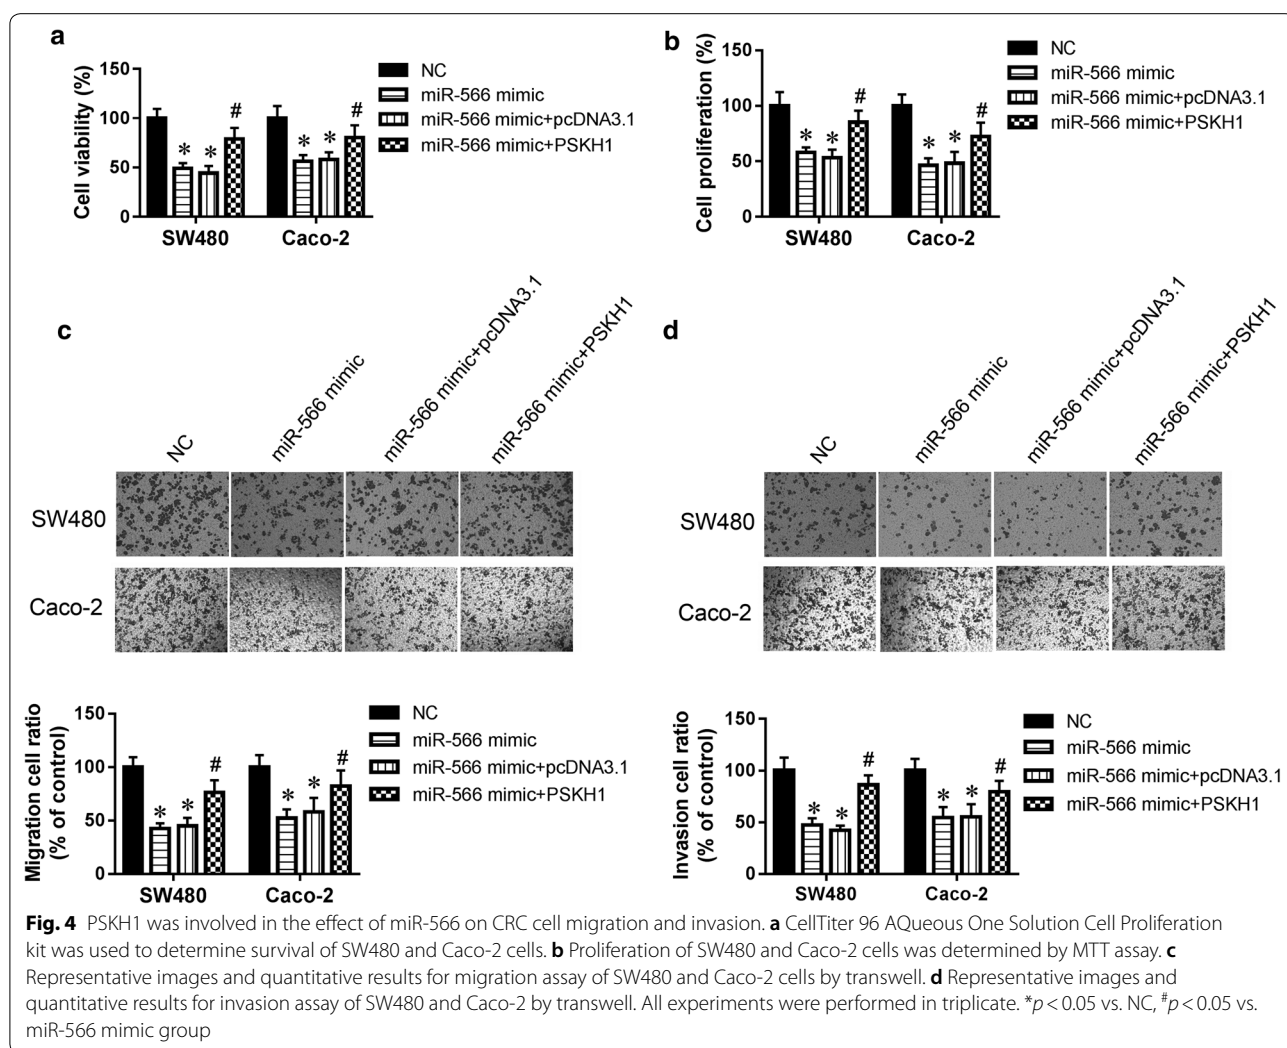 a
Cell viability (%)
150
100
50
0
SW480
Caco-2
NC
miR-566 mimic
miR-566 mimic+pcDNA3.1
miR-566 mimic+PSKH1
* * # * * #
b
Cell proliferation (%)
150
100
50
0
SW480
Caco-2
NC
miR-566 mimic
miR-566 mimic+pcDNA3.1
miR-566 mimic+PSKH1
* * # * * #
c
NC
miR-566 mimic
miR-566 mimic+pcDNA3.1
miR-566 mimic+PSKH1
SW480
Caco-2
Migration cell ratio
(% of control)
150
100
50
0
SW480
Caco-2
NC
miR-566 mimic
miR-566 mimic+pcDNA3.1
miR-566 mimic+PSKH1
* * # * * #
d
NC
miR-566 mimic
miR-566 mimic+pcDNA3.1
miR-566 mimic+PSKH1
SW480
Caco-2
Invasion cell ratio
(% of control)
150
100
50
0
SW480
Caco-2
NC
miR-566 mimic
miR-566 mimic+pcDNA3.1
miR-566 mimic+PSKH1
* * # * * #
Fig. 4 PSKH1 was involved in the effect of miR-566 on CRC cell migration and invasion. a CellTiter 96 AQueous One Solution Cell Proliferation
kit was used to determine survival of SW480 and Caco-2 cells. b Proliferation of SW480 and Caco-2 cells was determined by MTT assay. c
Representative images and quantitative results for migration assay of SW480 and Caco-2 cells by transwell. d Representative images and
quantitative results for invasion assay of SW480 and Caco-2 by transwell. All experiments were performed in triplicate. *p < 0.05 vs. NC, #p < 0.05 vs.
miR-566 mimic group